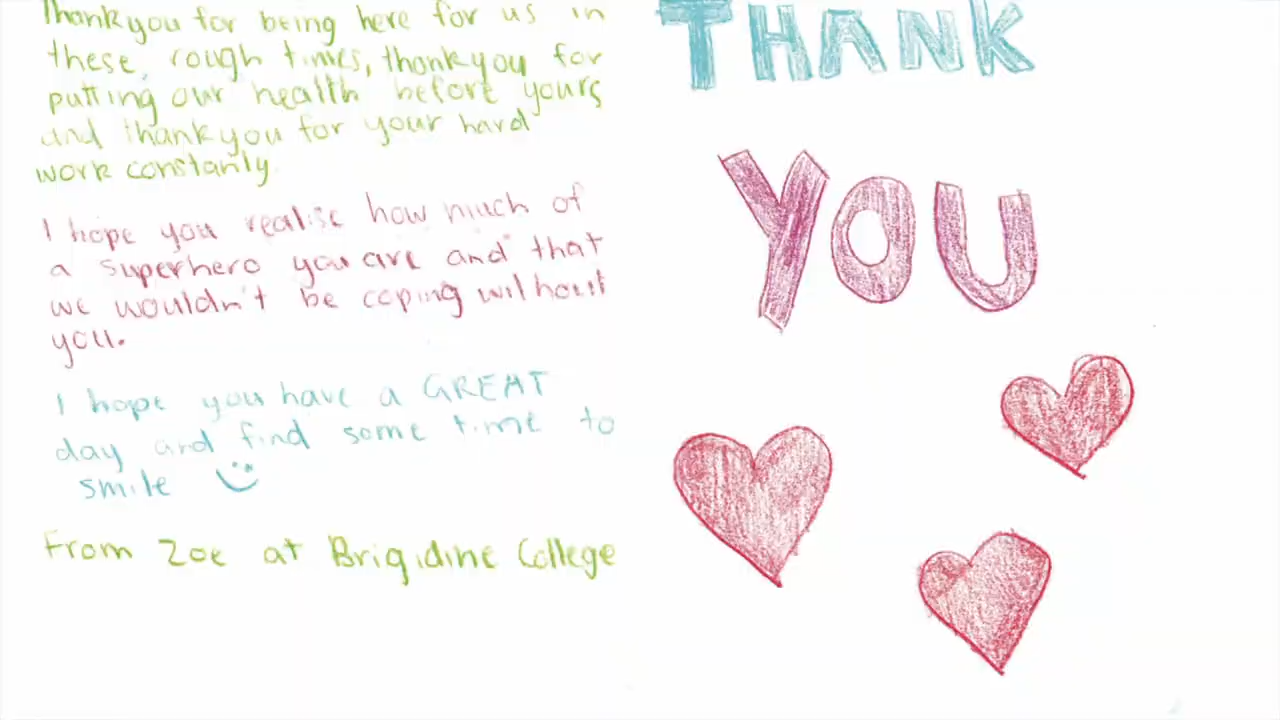 Thankyou for being here for us in
these, rough times, thankyou for
putting our health before yours
and thankyou for your hard
work constantly
I hope you realise how much of
a superhero you are and that
we wouldn't be coping without
you.
I hope you have a GREAT
day and find some time to
smile
From Zoe at Brigidine College
THANK
YOU